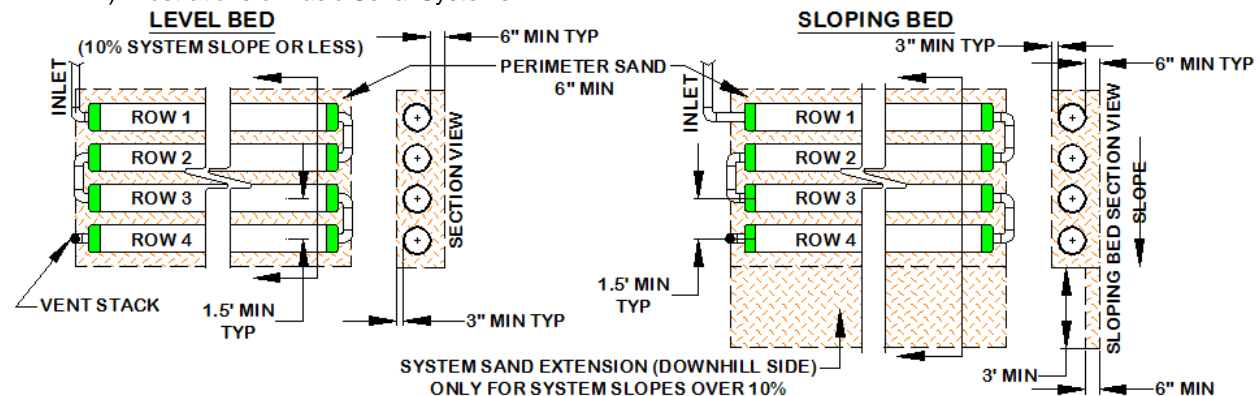 LEVEL BED
(10% SYSTEM SLOPE OR LESS)
6" MIN TYP
PERIMETER SAND
6" MIN
INLET
ROW 1
ROW 2
ROW 3
ROW 4
SECTION VIEW
VENT STACK
1.5' MIN
TYP
3" MIN TYP
SLOPING BED
3" MIN TYP
6" MIN TYP
INLET
ROW 1
ROW 2
ROW 3
ROW 4
SLOPING BED SECTION VIEW
SLOPE
1.5' MIN
TYP
SYSTEM SAND EXTENSION (DOWNHILL SIDE)
ONLY FOR SYSTEM SLOPES OVER 10%
3' MIN
6" MIN